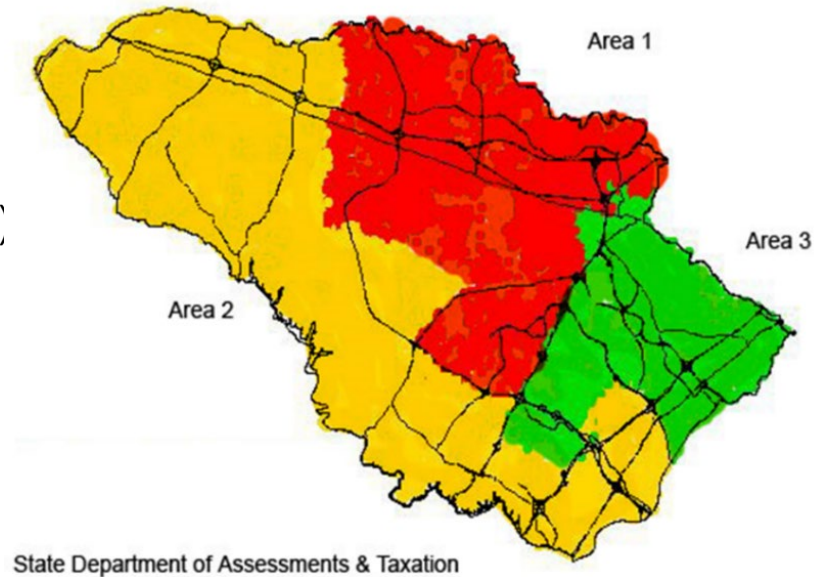 Area 1
)
Area 3
Area 2
State Department of Assessments & Taxation